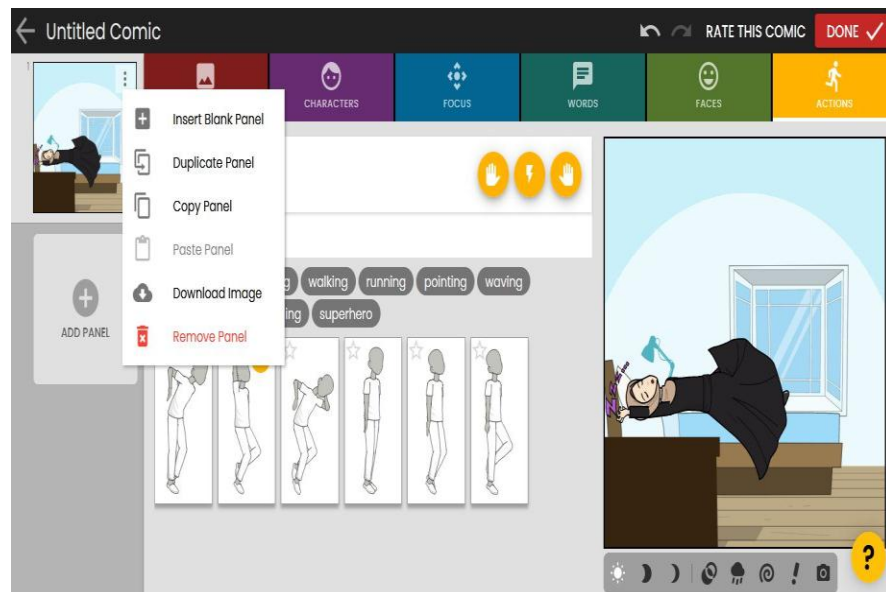 Untitled Comic
RATE THIS COMIC
DONE
1
CHARACTERS
FOCUS
WORDS
FACES
ACTIONS
Insert Blank Panel
Duplicate Panel
Copy Panel
Paste Panel
Download Image
Remove Panel
ADD PANEL
walking
running
pointing
waving
superhero
?